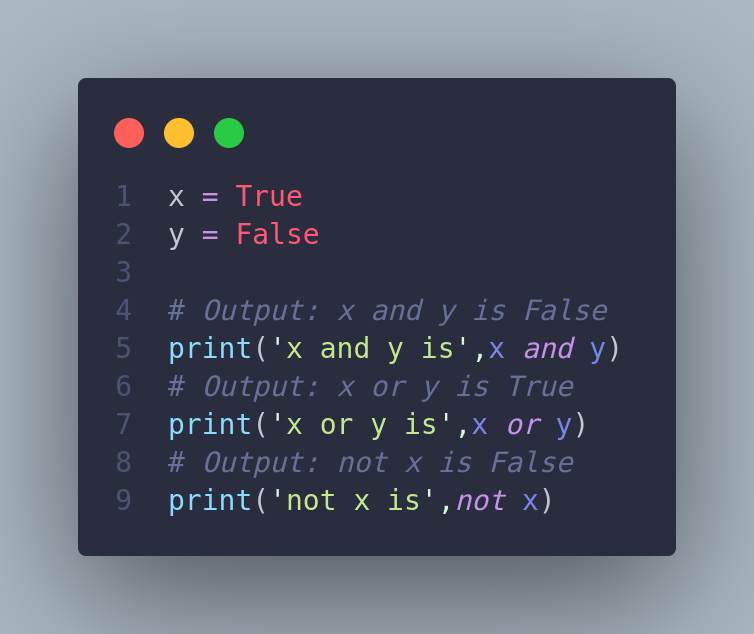 1 x = True
2 y = False
3
4 # Output: x and y is False
5 print('x and y is',x and y)
6 # Output: x or y is True
7 print('x or y is',x or y)
8 # Output: not x is False
9 print('not x is',not x)